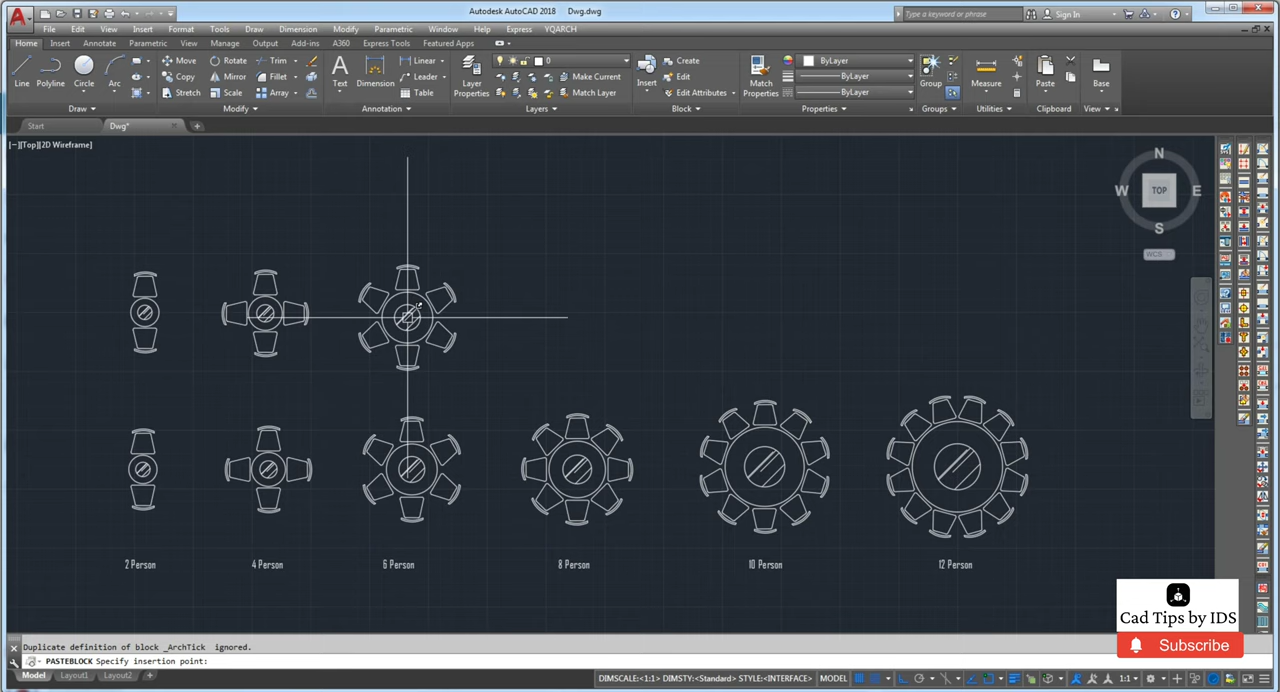 Autodesk AutoCAD 2018 Dwg.dwg
Type a keyword or phrase
Sign In
File Edit View Insert Format Tools Draw Dimension Modify Parametric Window Help Express YQARCH
Home Insert Annotate Parametric View Manage Output Add-ins A360 Express Tools Featured Apps
Line Polyline Circle Arc
Move Rotate Trim
Copy Mirror Fillet
Stretch Scale Array
Text Dimension
Linear
Leader
Table
Layer Properties
0
Make Current
Match Layer
Insert
Create
Edit
Edit Attributes
Match Properties
ByLayer
ByLayer
ByLayer
Group
Measure
Paste
Base
Draw Modify Annotation Layers Block Properties Groups Utilities Clipboard View
Start Dwg*
[−][Top][2D Wireframe]
N
W TOP E
S
WCS
2 Person 4 Person 6 Person 8 Person 10 Person 12 Person
Cad Tips by IDS
Subscribe
Duplicate definition of block _ArchTick ignored.
PASTEBLOCK Specify insertion point:
Model Layout1 Layout2
DIMSCALE:<1:1> DIMSTY:<STANDARD> STYLE:<INTERFACE> MODEL
1:1